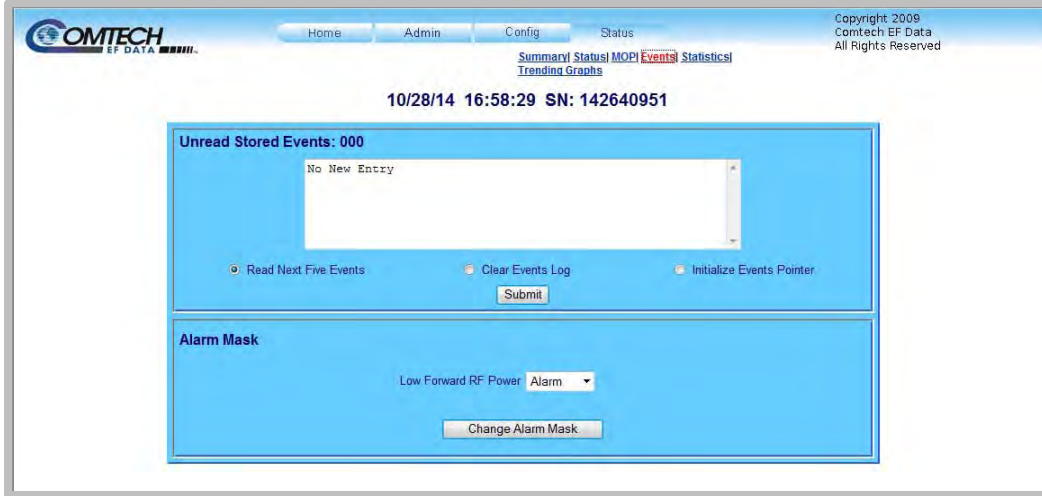 COMTECH
EF DATA
Home Admin Config Status
Copyright 2009
Comtech EF Data
All Rights Reserved
Summary| Status| MOP| Events| Statistics|
Trending Graphs
10/28/14 16:58:29 SN: 142640951
Unread Stored Events: 000
No New Entry
Read Next Five Events Clear Events Log Initialize Events Pointer
Submit
Alarm Mask
Low Forward RF Power Alarm
Change Alarm Mask